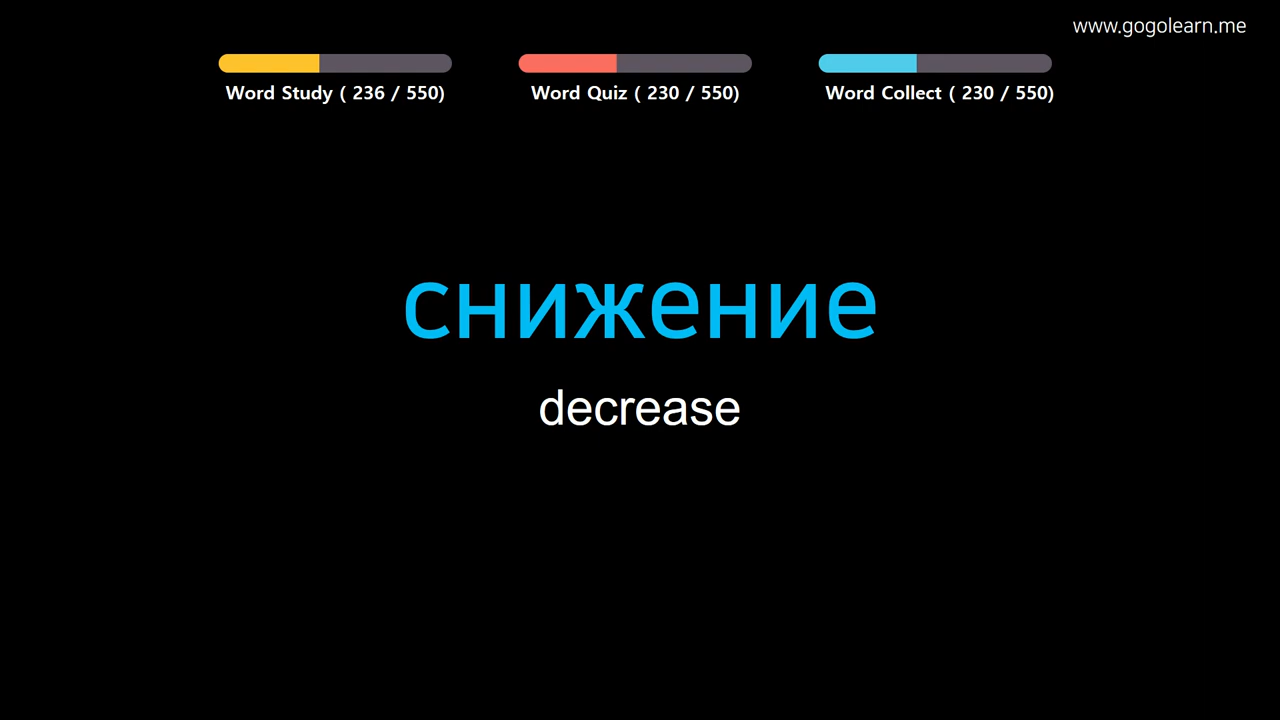 www.gogolearn.me
Word Study ( 236 / 550)
Word Quiz ( 230 / 550)
Word Collect ( 230 / 550)
снижение
decrease